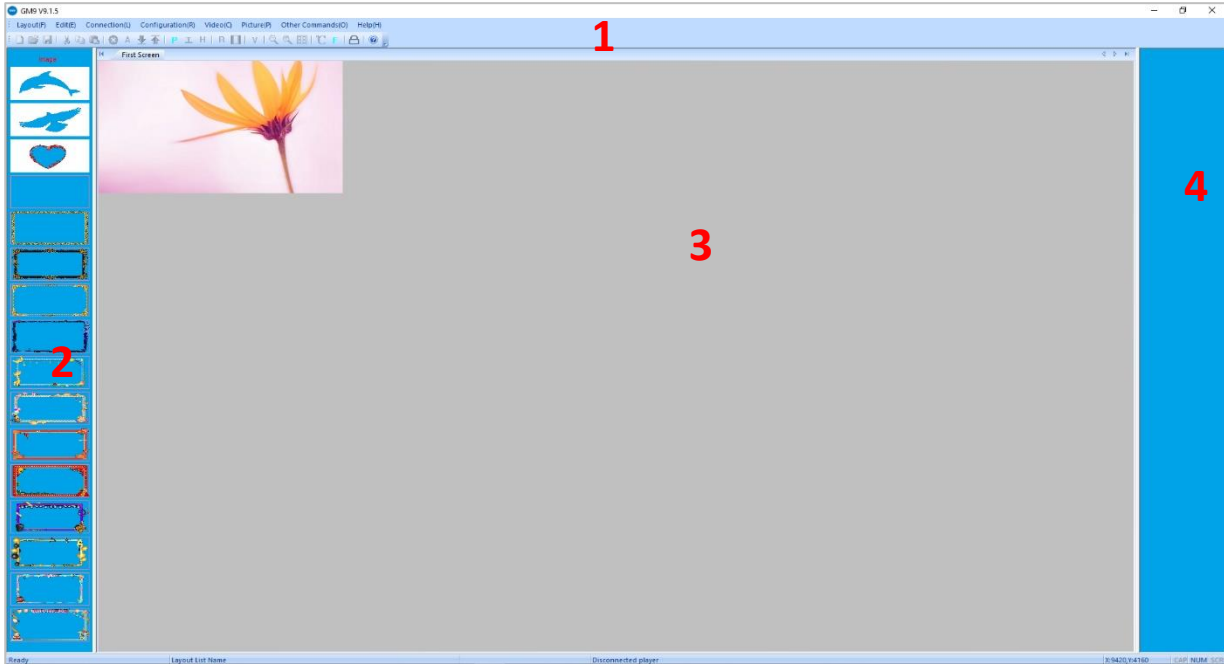 GM9 V9.1.5
Layout(F) Edit(E) Connection(L) Configuration(R) Video(C) Picture(P) Other Commands(O) Help(H)
1
Image
First Screen
2
3
4
Ready Layout List Name Disconnected player X:9420,Y:4160 CAP NUM SCR